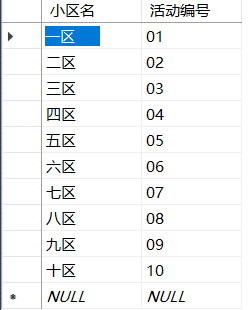 小区名 活动编号
一区 01
二区 02
三区 03
四区 04
五区 05
六区 06
七区 07
八区 08
九区 09
十区 10
NULL NULL